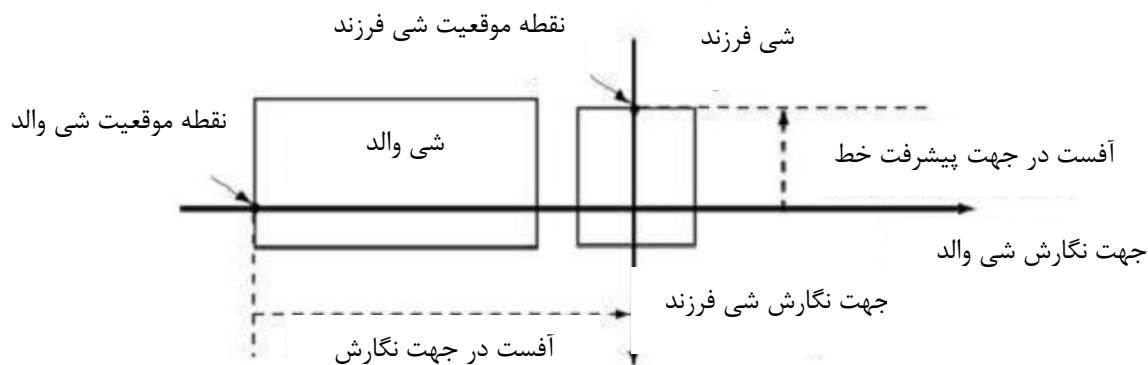 نقطه موقعیت شی فرزند
شی فرزند
نقطه موقعیت شی والد
شی والد
آفست در جهت پیشرفت خط
جهت نگارش شی والد
جهت نگارش شی فرزند
آفست در جهت نگارش